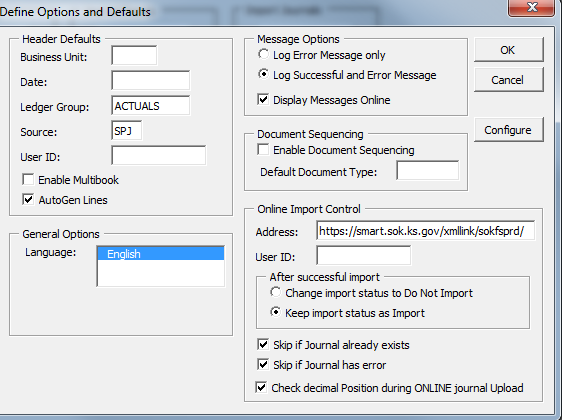 Define Options and Defaults
Header Defaults
Business Unit:
Date:
Ledger Group: ACTUALS
Source: SPJ
User ID:
Enable Multibook
AutoGen Lines
General Options
Language: English
Message Options
Log Error Message only
Log Successful and Error Message
Display Messages Online
Document Sequencing
Enable Document Sequencing
Default Document Type:
Online Import Control
Address: https://smart.sok.ks.gov/xmllink/sokfsprd/
User ID:
After successful import
Change import status to Do Not Import
Keep import status as Import
Skip if Journal already exists
Skip if Journal has error
Check decimal Position during ONLINE journal Upload
OK
Cancel
Configure